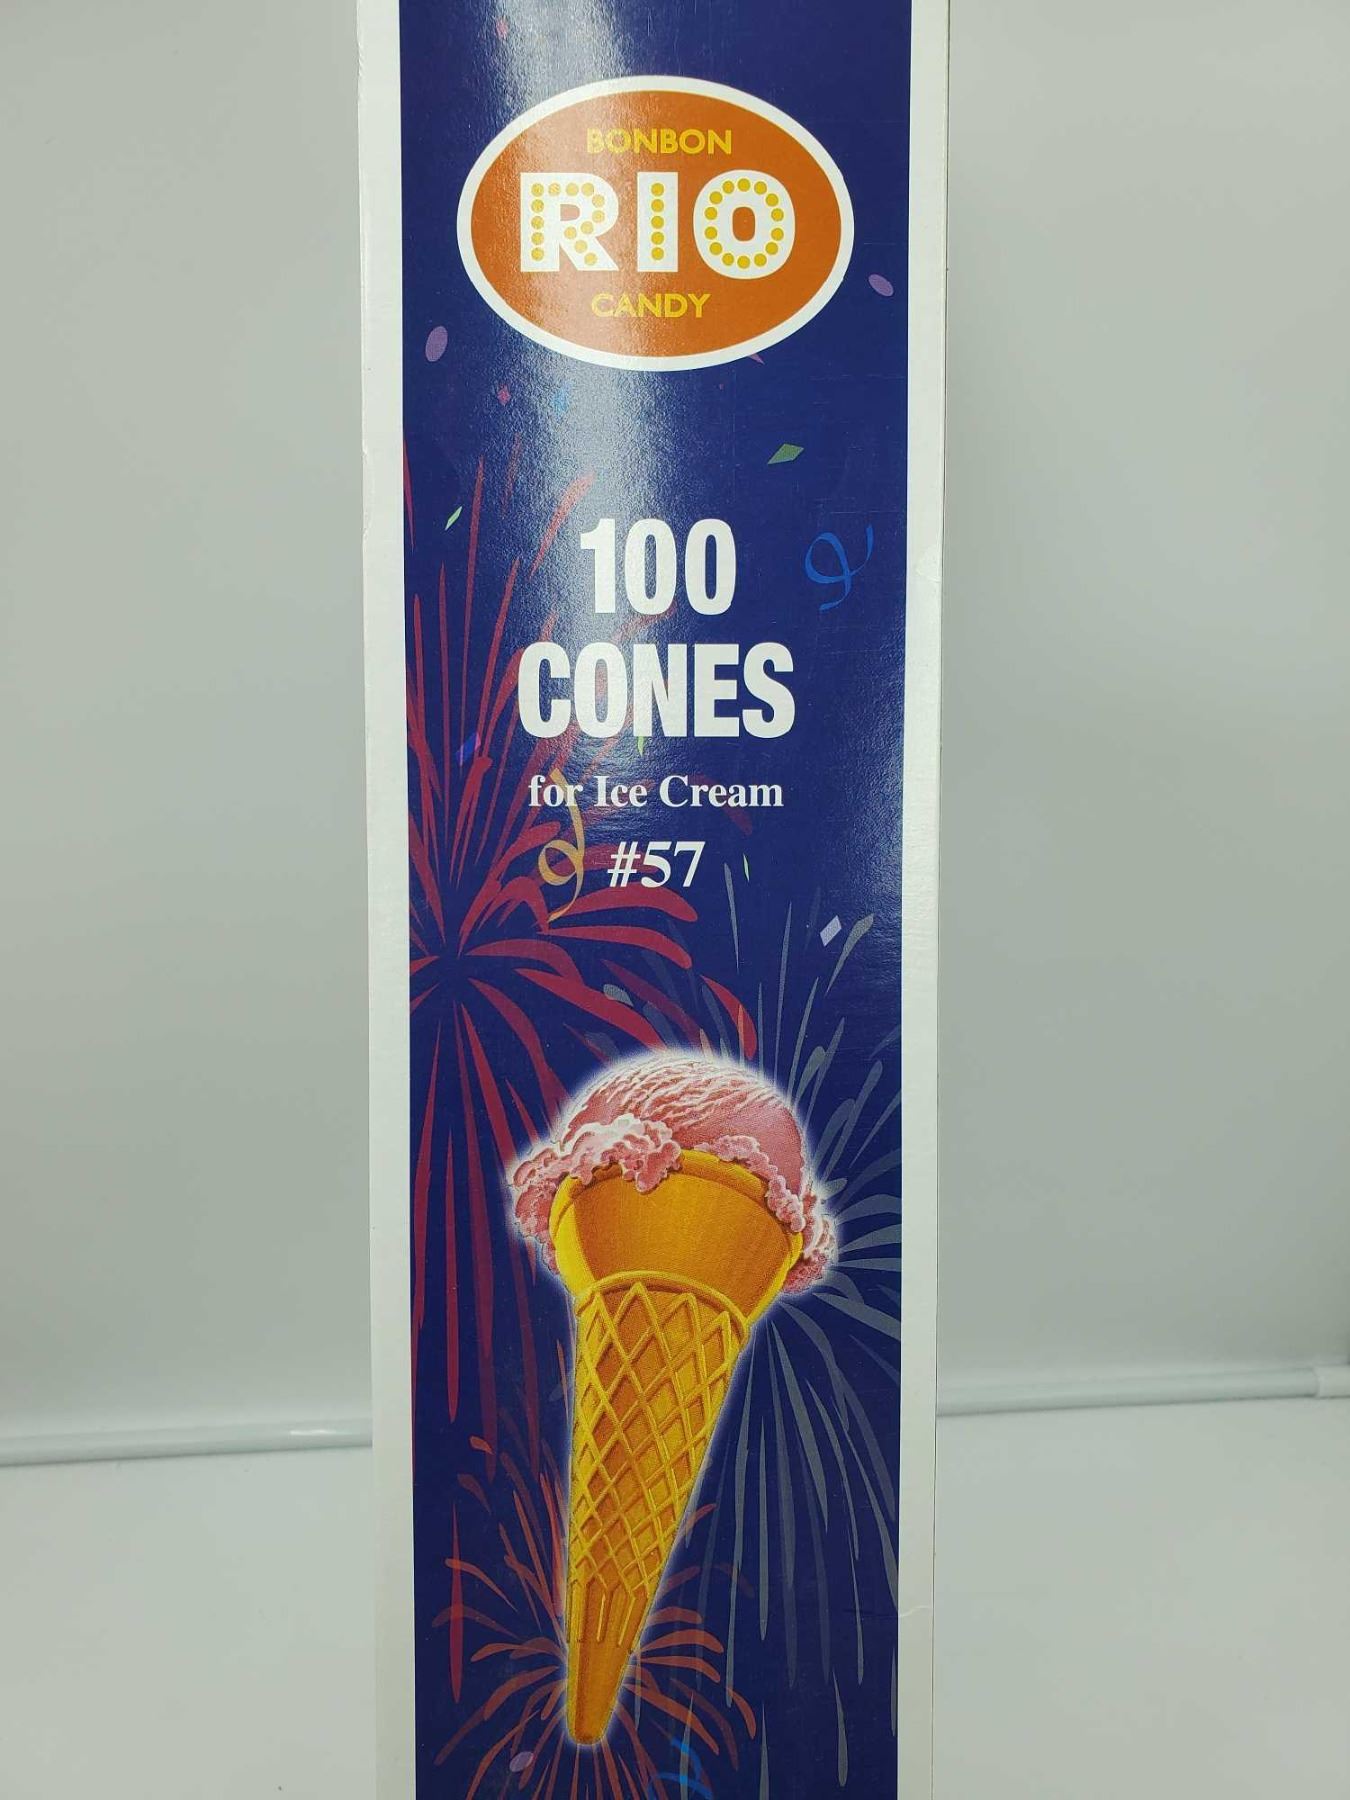 BONBON
RIO
CANDY
100
CONES
for Ice Cream
#57